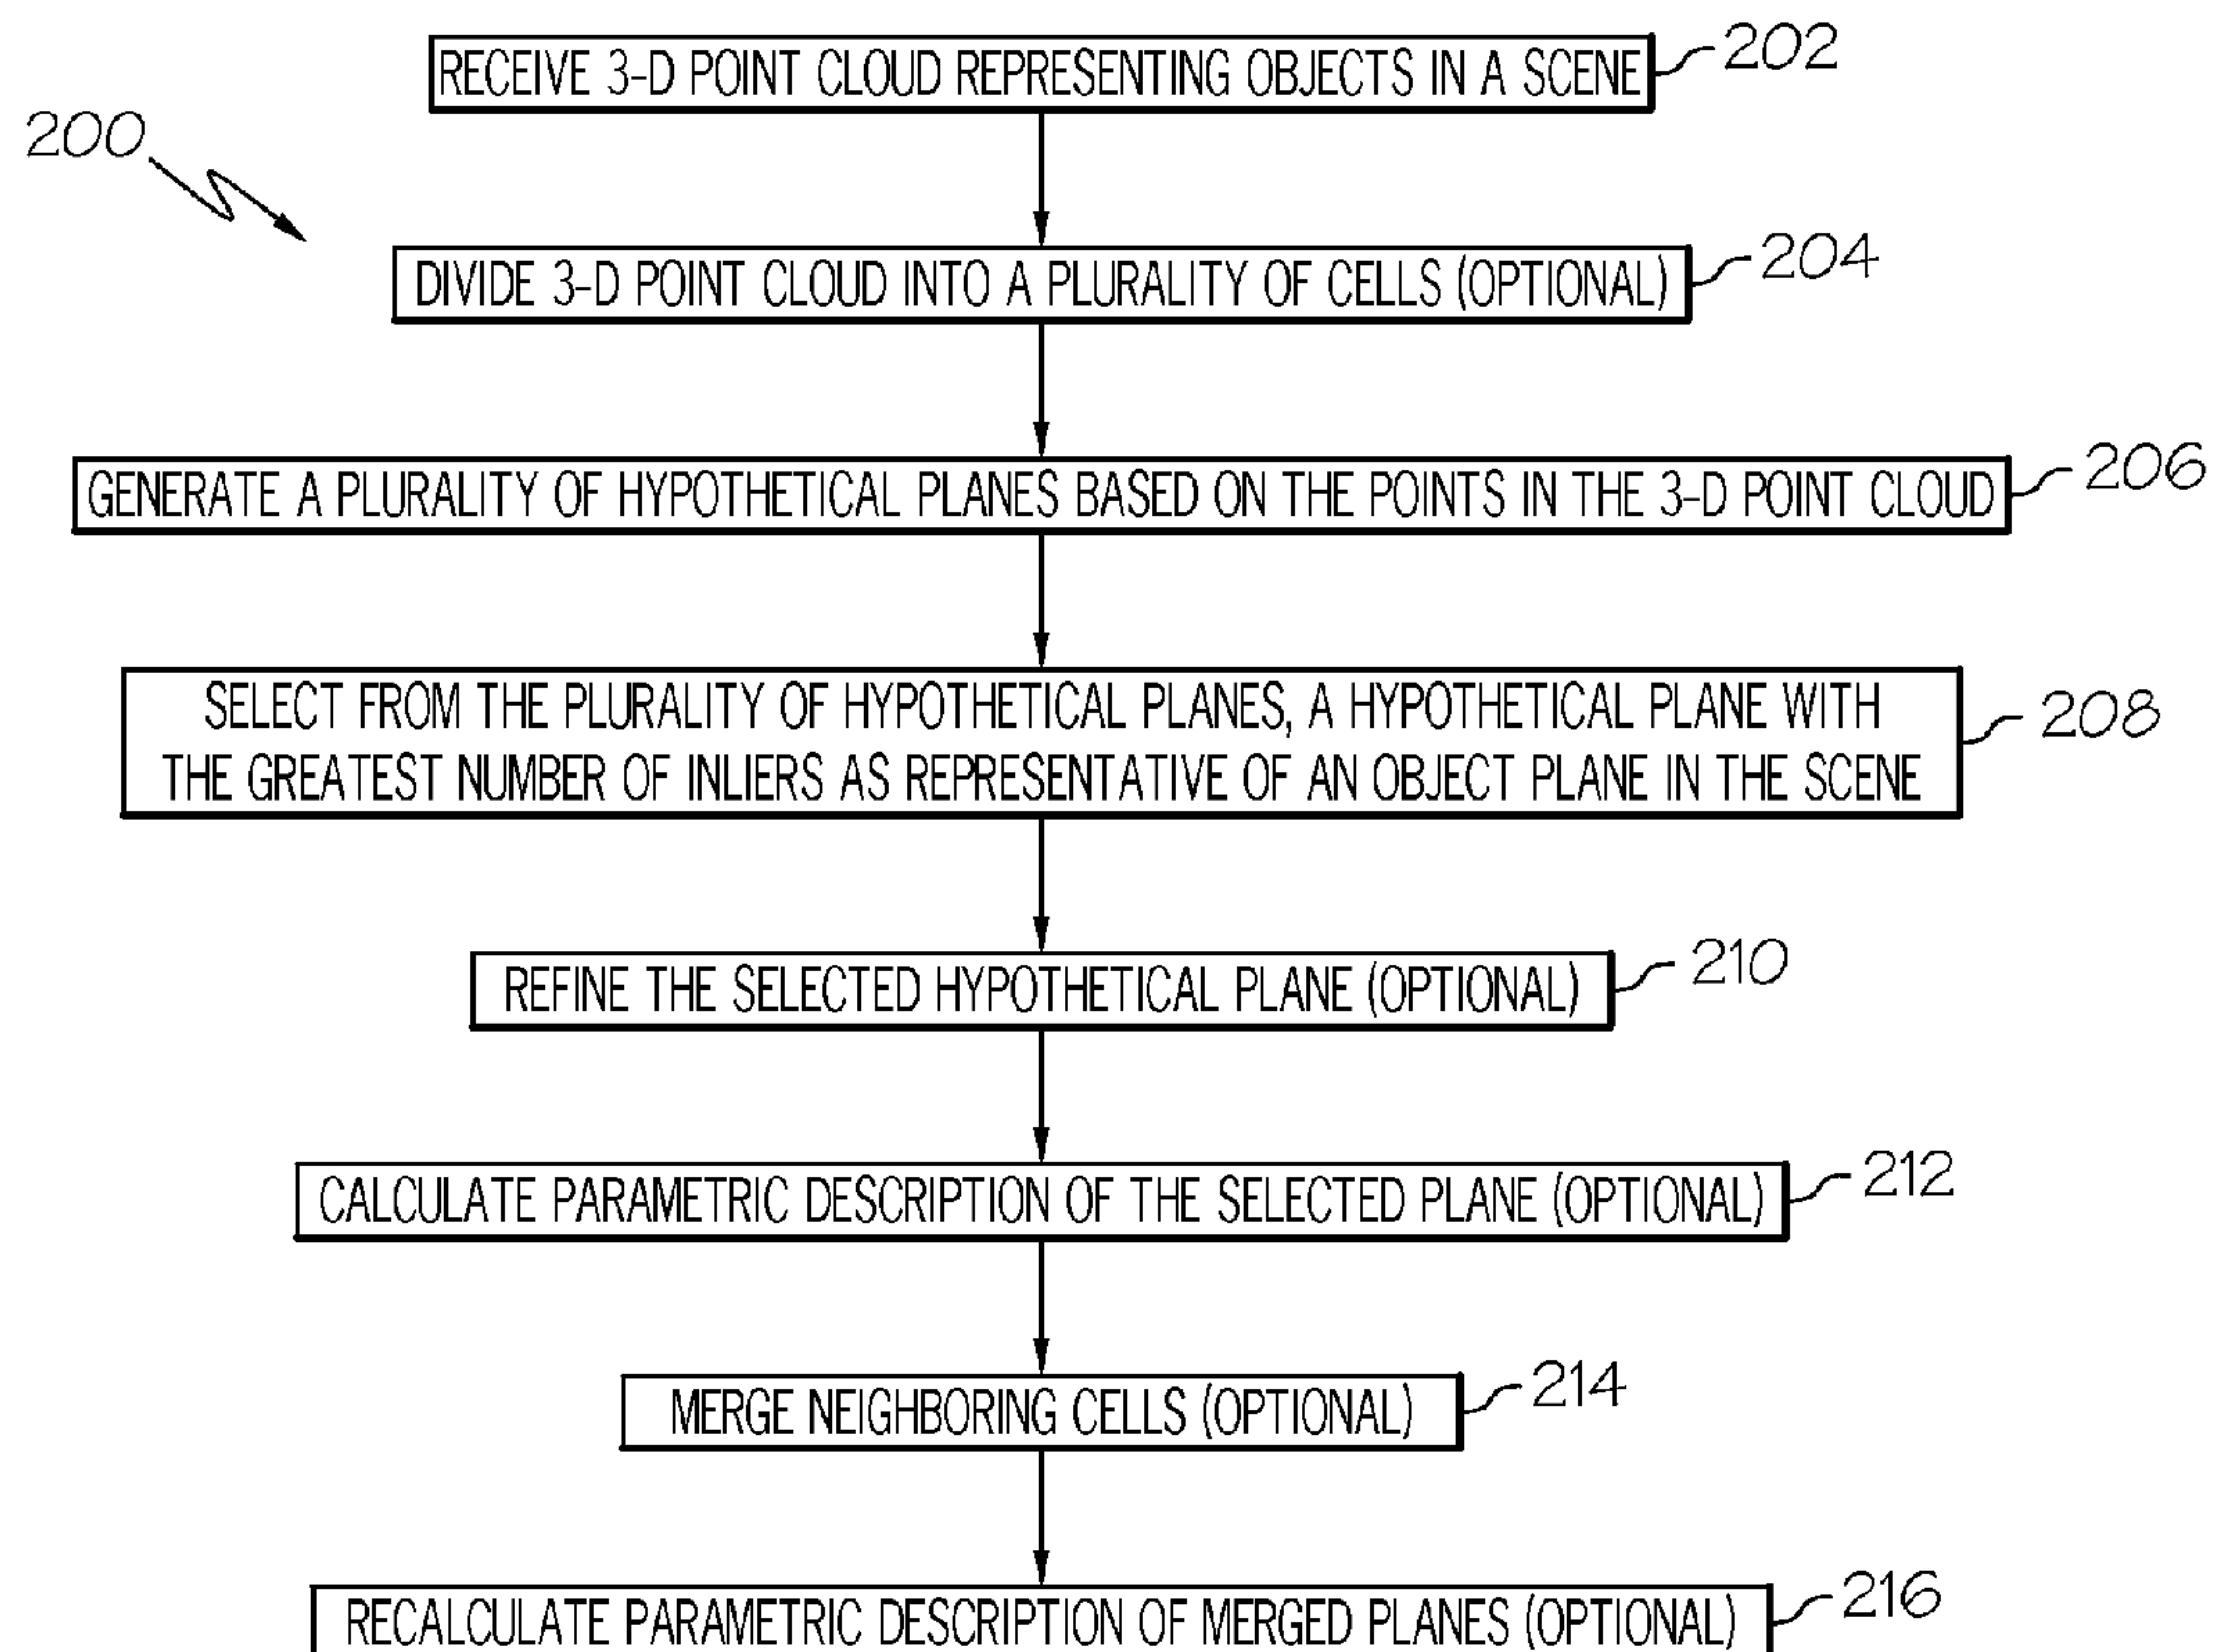 RECEIVE 3-D POINT CLOUD REPRESENTING OBJECTS IN A SCENE
202
200
DIVIDE 3-D POINT CLOUD INTO A PLURALITY OF CELLS (OPTIONAL)
204
GENERATE A PLURALITY OF HYPOTHETICAL PLANES BASED ON THE POINTS IN THE 3-D POINT CLOUD
206
SELECT FROM THE PLURALITY OF HYPOTHETICAL PLANES, A HYPOTHETICAL PLANE WITH
THE GREATEST NUMBER OF INLIERS AS REPRESENTATIVE OF AN OBJECT PLANE IN THE SCENE
208
REFINE THE SELECTED HYPOTHETICAL PLANE (OPTIONAL)
210
CALCULATE PARAMETRIC DESCRIPTION OF THE SELECTED PLANE (OPTIONAL)
212
MERGE NEIGHBORING CELLS (OPTIONAL)
214
RECALCULATE PARAMETRIC DESCRIPTION OF MERGED PLANES (OPTIONAL)
216